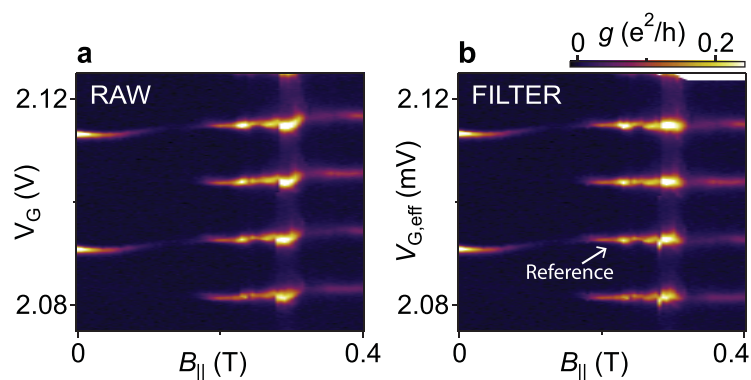 a
RAW
2.12
V_G (V)
2.08
0
B_|| (T)
0.4
b
0 g (e²/h) 0.2
FILTER
2.12
V_G,eff (mV)
Reference
2.08
0
B_|| (T)
0.4